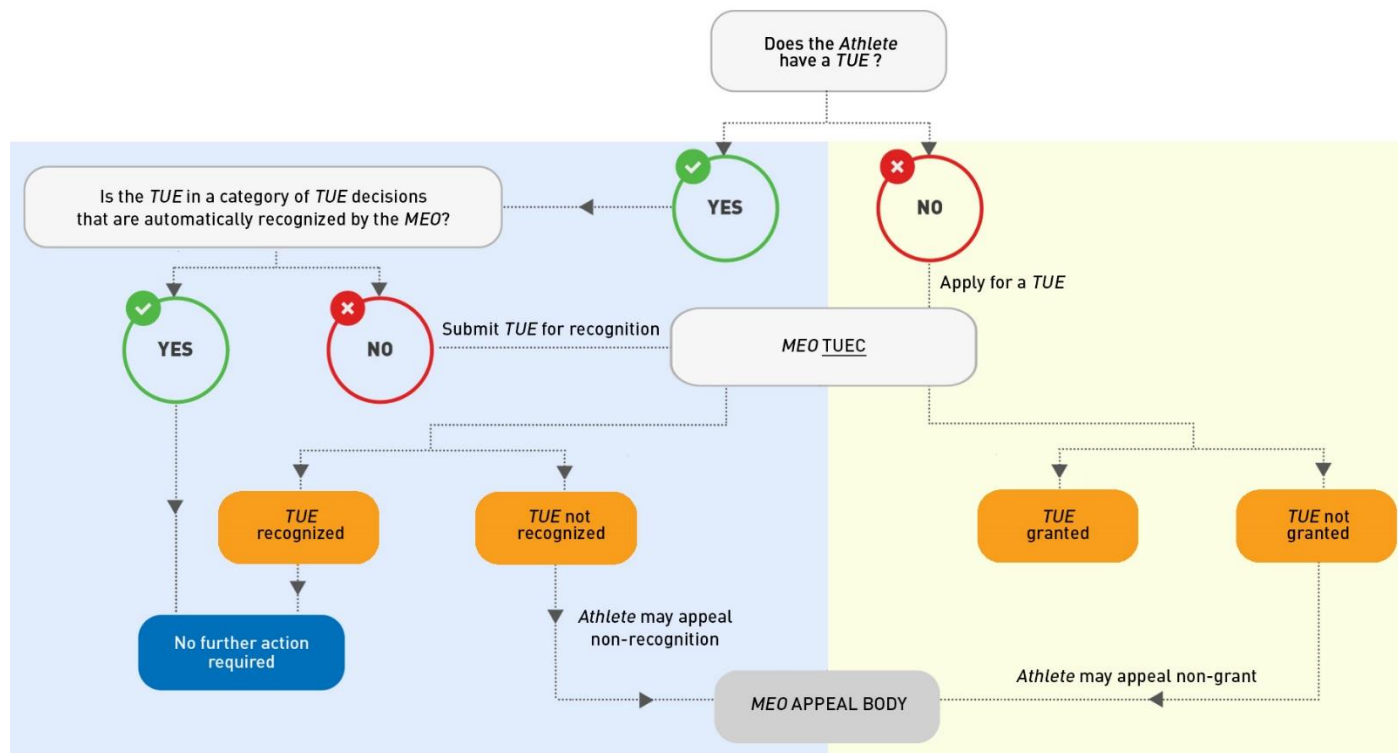 Does the Athlete
have a TUE ?
YES
NO
Is the TUE in a category of TUE decisions
that are automatically recognized by the MEO?
Apply for a TUE
YES
NO
Submit TUE for recognition
MEO TUEC
TUE
recognized
TUE not
recognized
TUE
granted
TUE not
granted
No further action
required
Athlete may appeal
non-recognition
Athlete may appeal non-grant
MEO APPEAL BODY